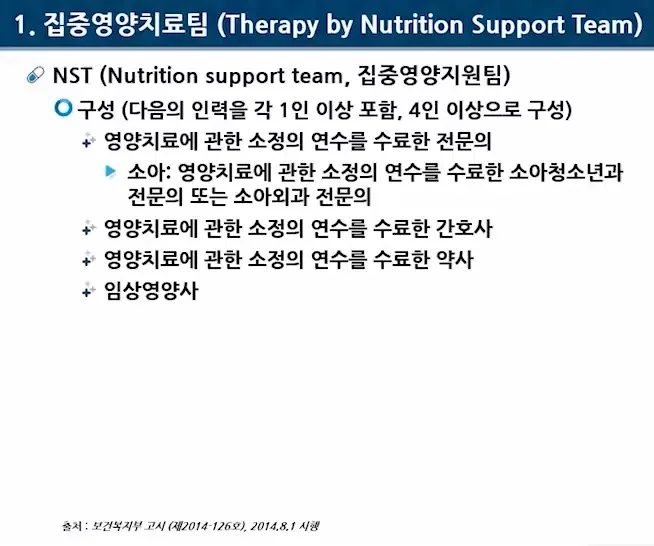 1. 집중영양치료팀 (Therapy by Nutrition Support Team)
NST (Nutrition support team, 집중영양지원팀)
구성 (다음의 인력을 각 1인 이상 포함, 4인 이상으로 구성)
영양치료에 관한 소정의 연수를 수료한 전문의
소아: 영양치료에 관한 소정의 연수를 수료한 소아청소년과
전문의 또는 소아외과 전문의
영양치료에 관한 소정의 연수를 수료한 간호사
영양치료에 관한 소정의 연수를 수료한 약사
임상영양사
출처 : 보건복지부 고시 (제2014-126호), 2014.8.1 시행